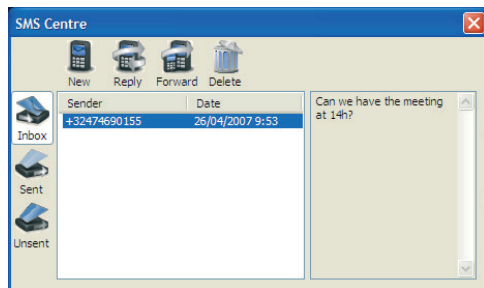 SMS Centre
New Reply Forward Delete
Inbox
Sent
Unsent
Sender Date
+32474690155 26/04/2007 9:53
Can we have the meeting
at 14h?